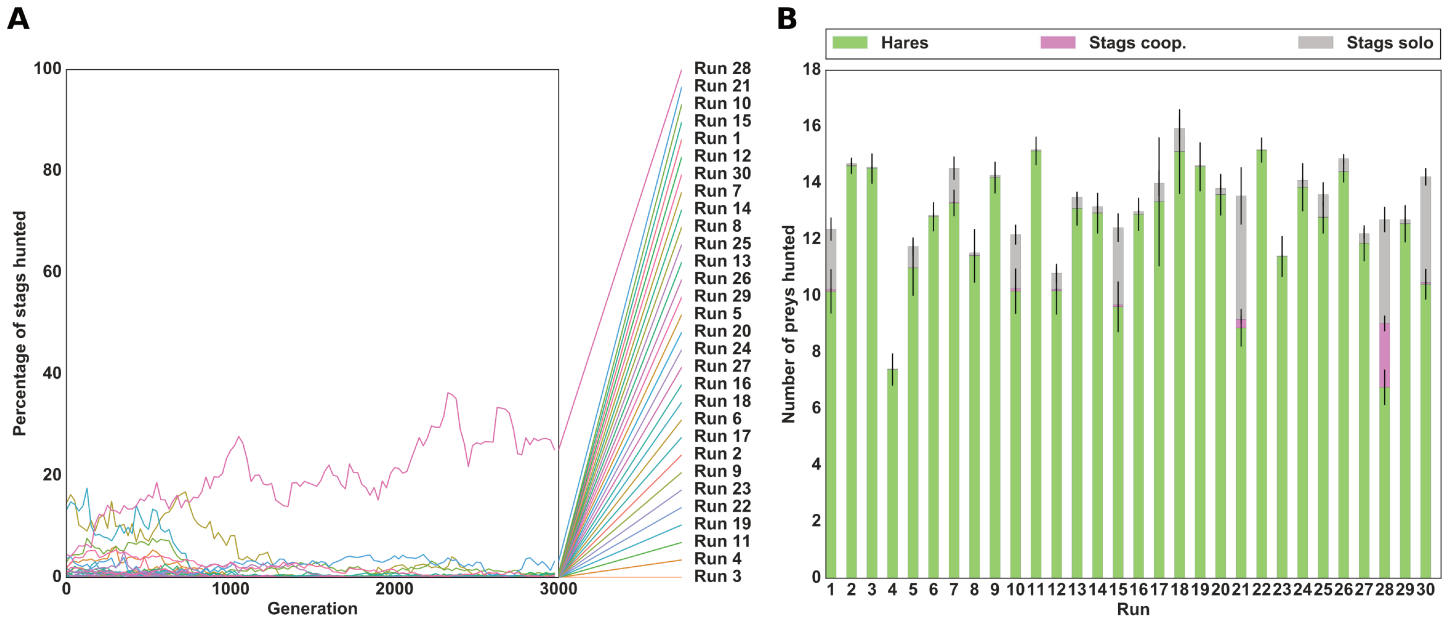 A
100
80
60
40
20
0
Percentage of stags hunted
0 1000 2000 3000
Generation
Run 28
Run 21
Run 10
Run 15
Run 1
Run 12
Run 30
Run 7
Run 14
Run 8
Run 25
Run 13
Run 26
Run 29
Run 5
Run 20
Run 24
Run 27
Run 16
Run 18
Run 6
Run 17
Run 2
Run 9
Run 23
Run 22
Run 19
Run 11
Run 4
Run 3
B
Hares Stags coop. Stags solo
18
16
14
12
10
8
6
4
2
0
Number of preys hunted
1 2 3 4 5 6 7 8 9 10 11 12 13 14 15 16 17 18 19 20 21 22 23 24 25 26 27 28 29 30
Run